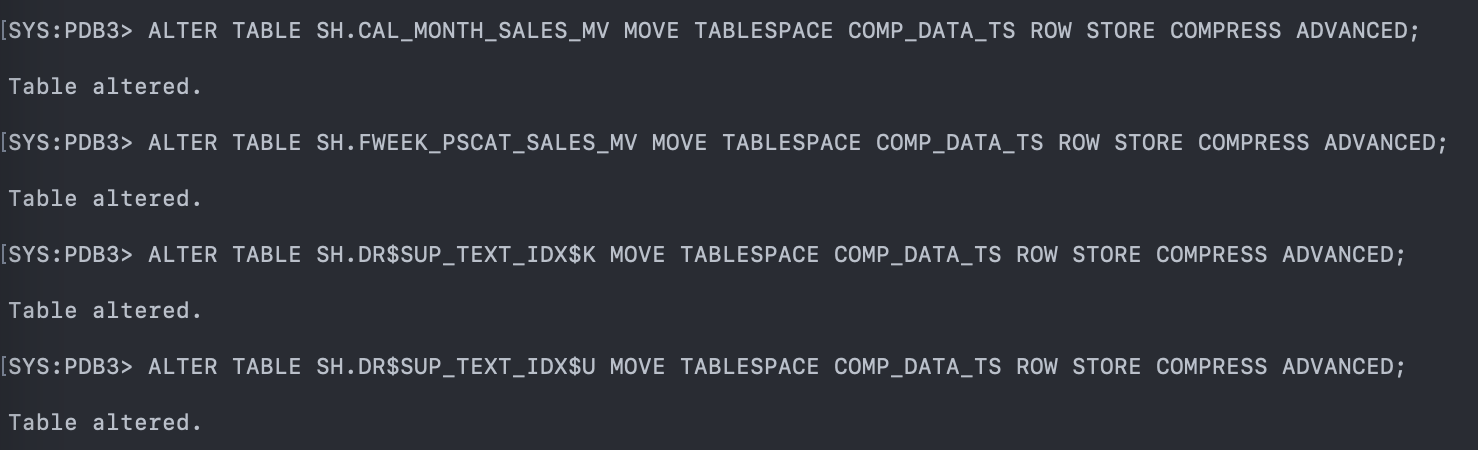 [SYS:PDB3> ALTER TABLE SH.CAL_MONTH_SALES_MV MOVE TABLESPACE COMP_DATA_TS ROW STORE COMPRESS ADVANCED;
Table altered.
[SYS:PDB3> ALTER TABLE SH.FWEEK_PSCAT_SALES_MV MOVE TABLESPACE COMP_DATA_TS ROW STORE COMPRESS ADVANCED;
Table altered.
[SYS:PDB3> ALTER TABLE SH.DR$SUP_TEXT_IDX$K MOVE TABLESPACE COMP_DATA_TS ROW STORE COMPRESS ADVANCED;
Table altered.
[SYS:PDB3> ALTER TABLE SH.DR$SUP_TEXT_IDX$U MOVE TABLESPACE COMP_DATA_TS ROW STORE COMPRESS ADVANCED;
Table altered.